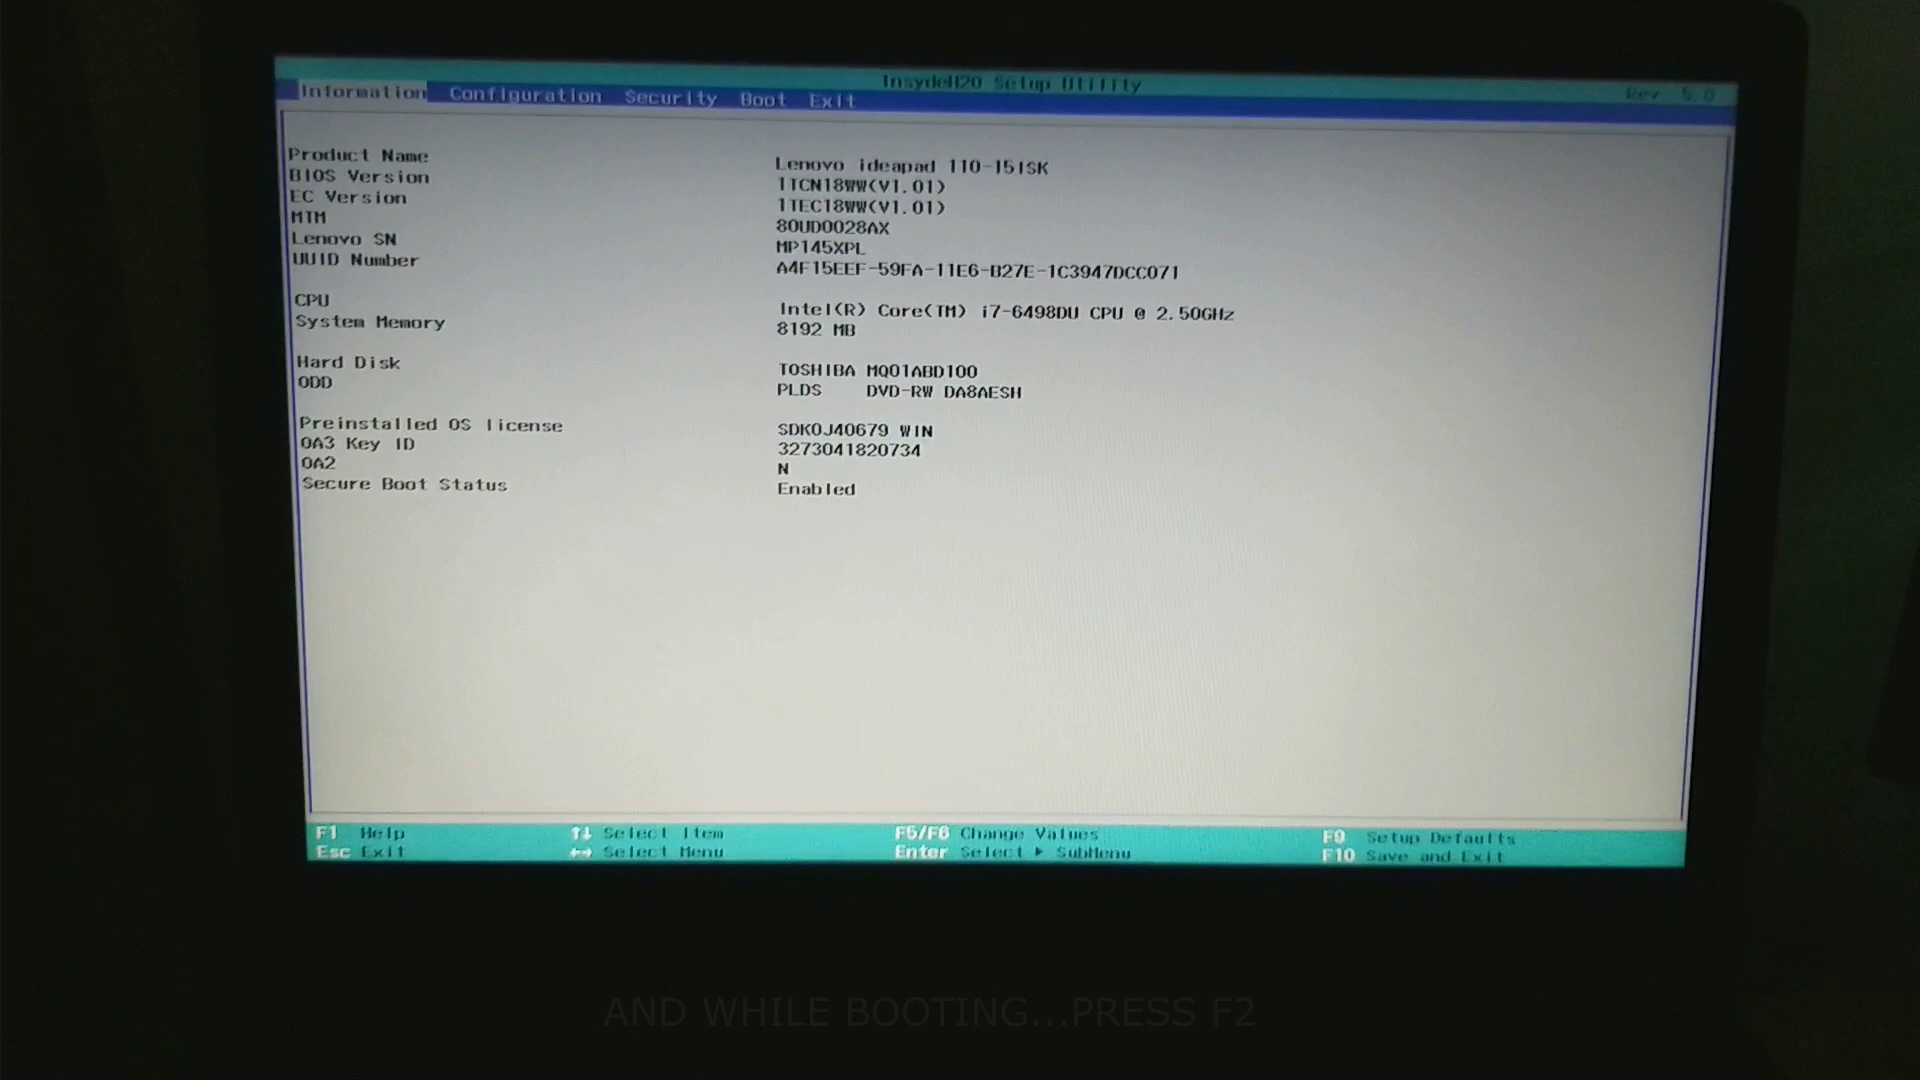 InsydeH20 Setup Utility Rev. 5.0
Information Configuration Security Boot Exit
Product Name Lenovo ideapad 110-15ISK
BIOS Version 1TCN18WW(V1.01)
EC Version 1TEC18WW(V1.01)
MTM 80UD0028AX
Lenovo SN MP145XPL
UUID Number A4F15EEF-59FA-11E6-B27E-1C3947DCC071
CPU Intel(R) Core(TM) i7-6498DU CPU @ 2.50GHz
System Memory 8192 MB
Hard Disk TOSHIBA MQ01ABD100
ODD PLDS DVD-RW DA8AESH
Preinstalled OS license SDK0J40679 WIN
OA3 Key ID 3273041820734
OA2 N
Secure Boot Status Enabled
F1 Help ↑↓ Select Item F5/F6 Change Values F9 Setup Defaults
Esc Exit ↔ Select Menu Enter Select ▸ SubMenu F10 Save and Exit
AND WHILE BOOTING...PRESS F2